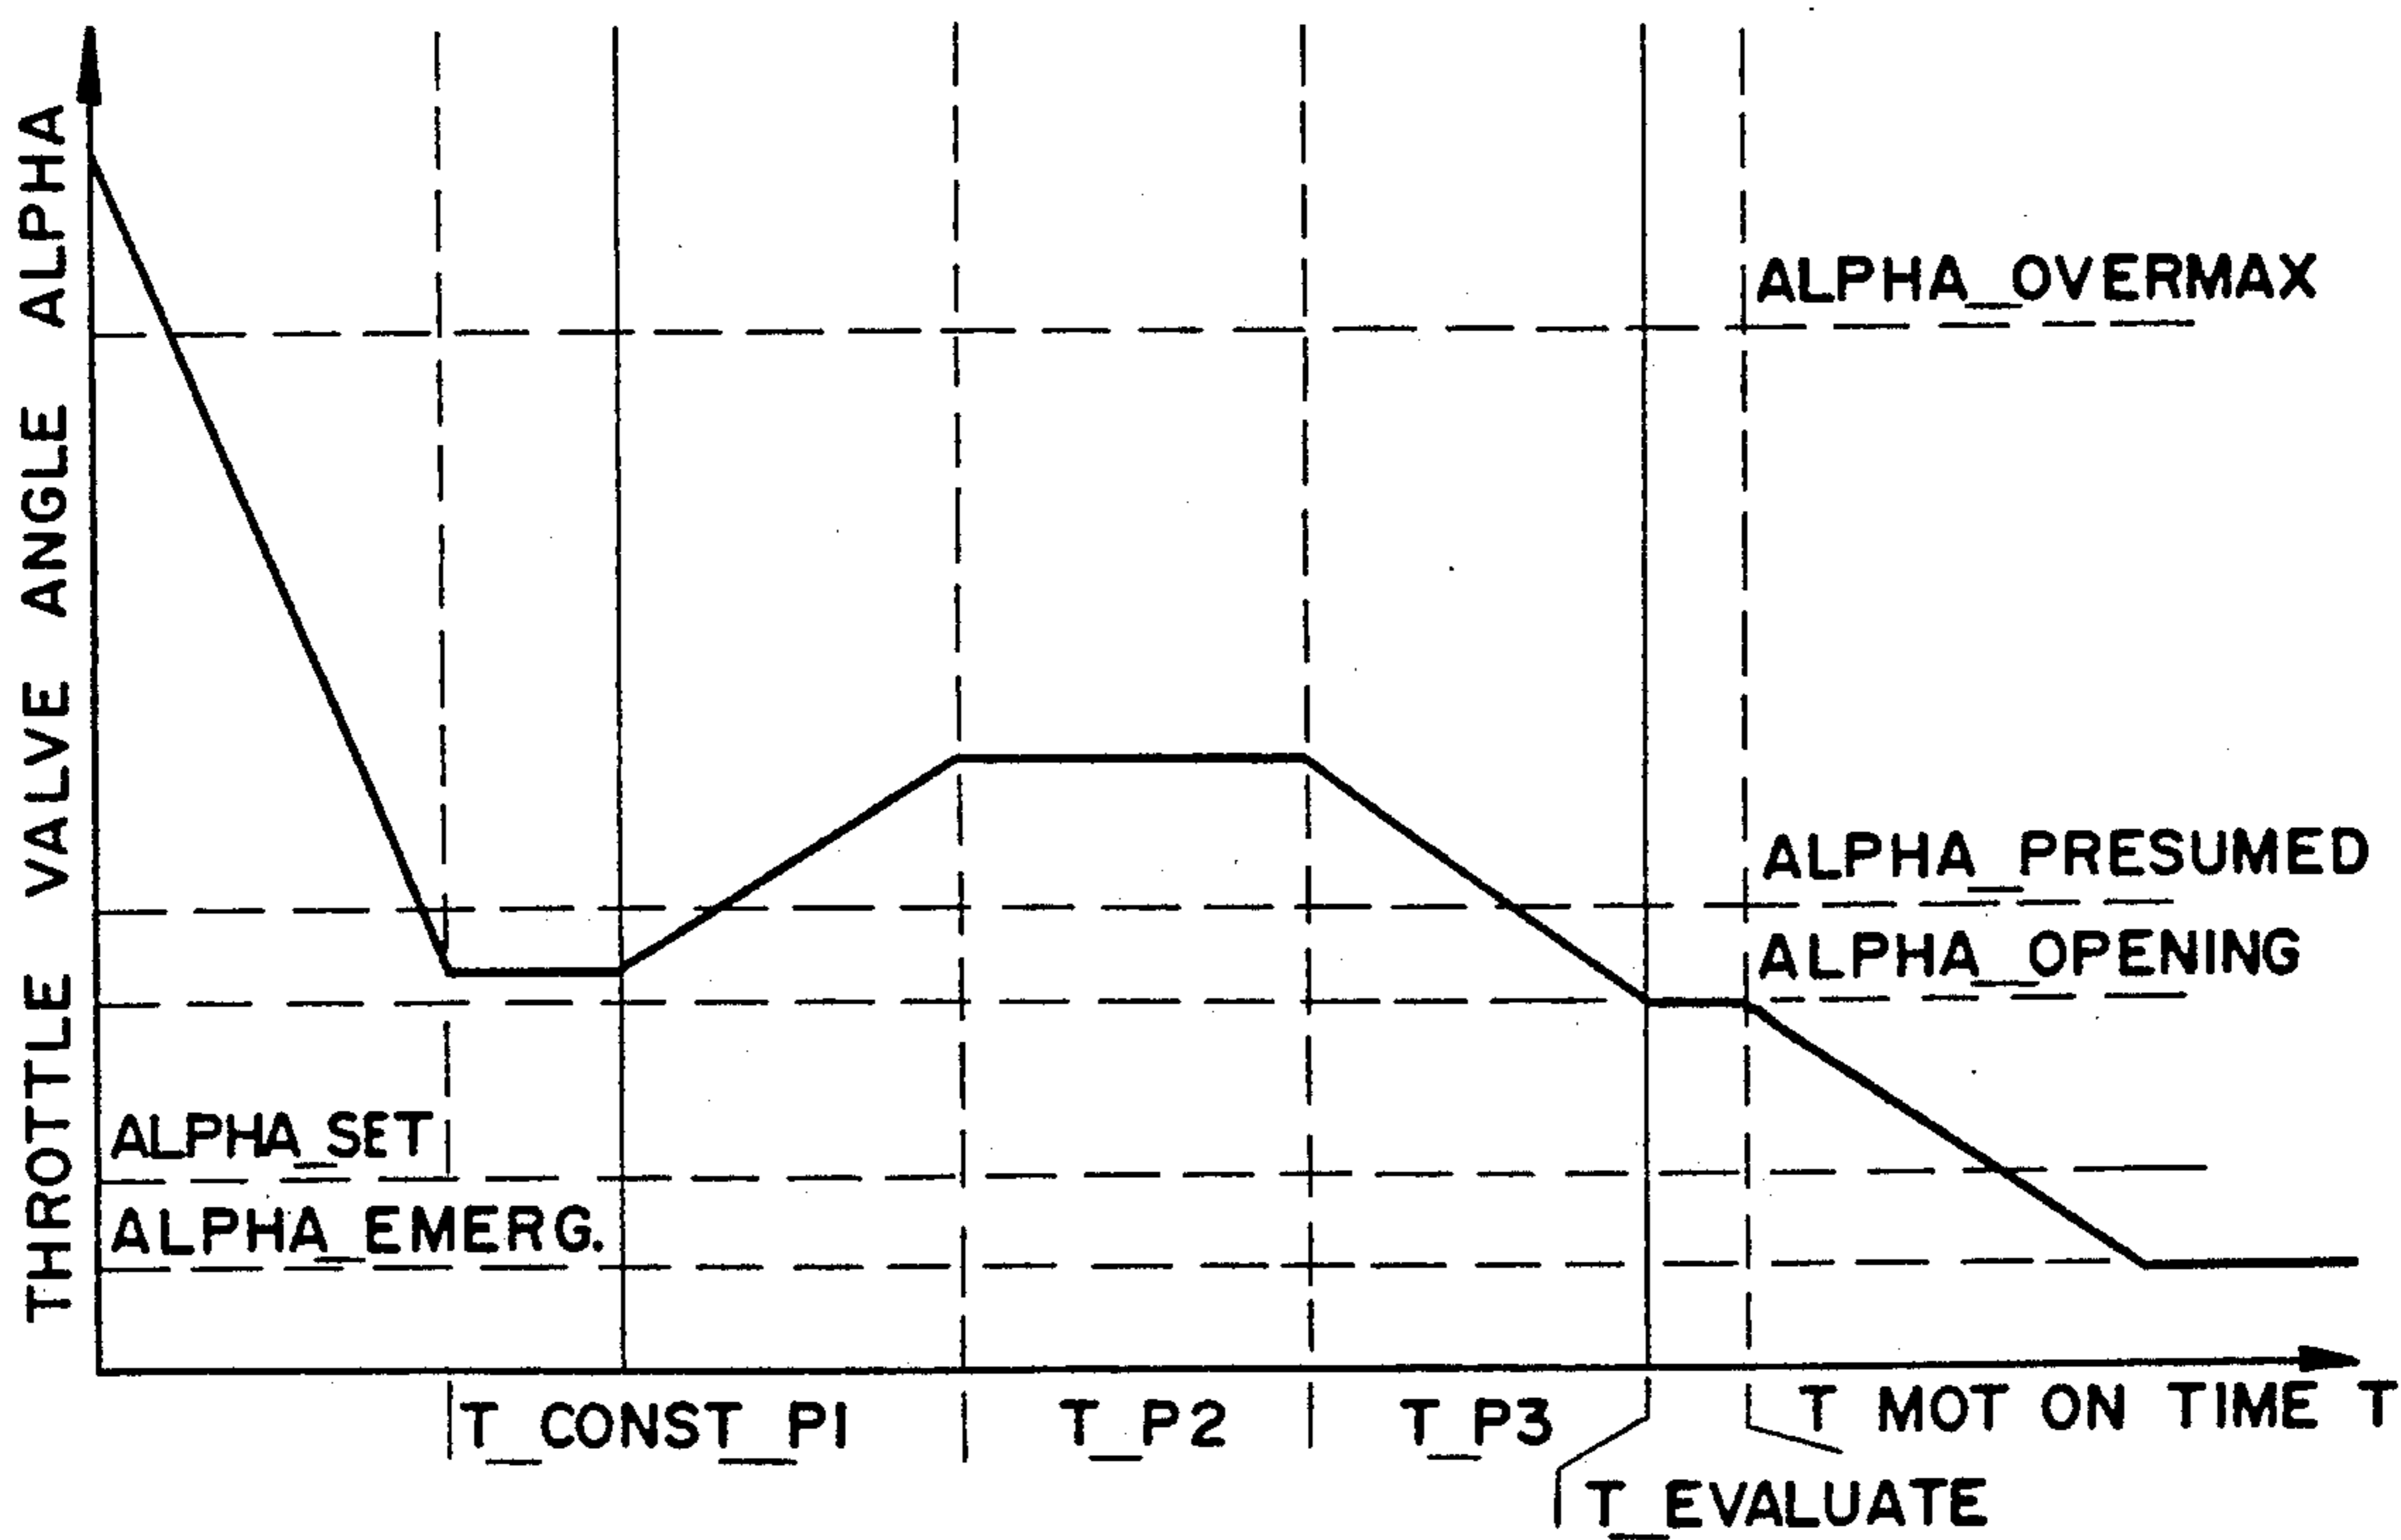 THROTTLE VALVE ANGLE ALPHA
ALPHA_OVERMAX
ALPHA_PRESUMED
ALPHA_OPENING
ALPHA_SET
ALPHA_EMERG.
T_CONST_P1
T_P2
T_P3
T MOT ON TIME T
T_EVALUATE